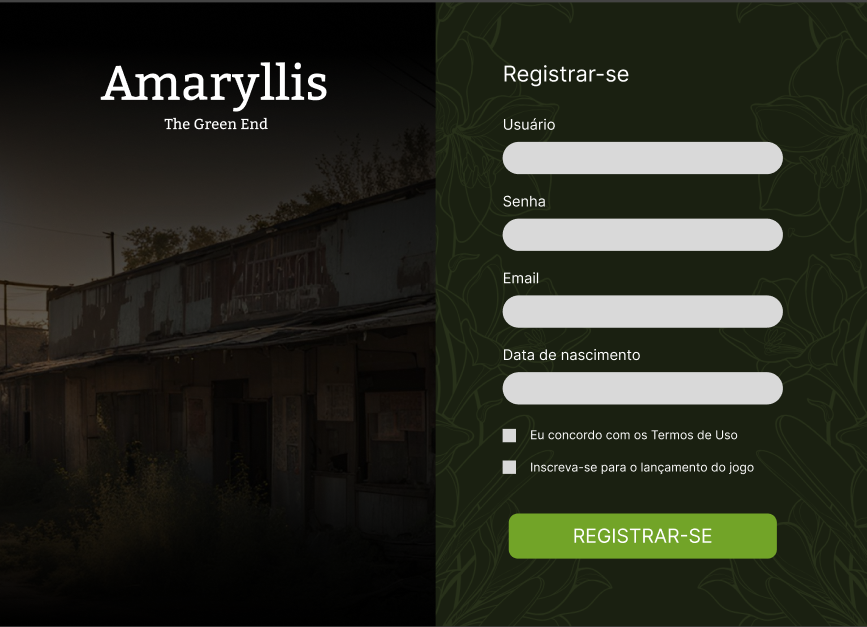 Amaryllis
The Green End
Registrar-se
Usuário
Senha
Email
Data de nascimento
Eu concordo com os Termos de Uso
Inscreva-se para o lançamento do jogo
REGISTRAR-SE